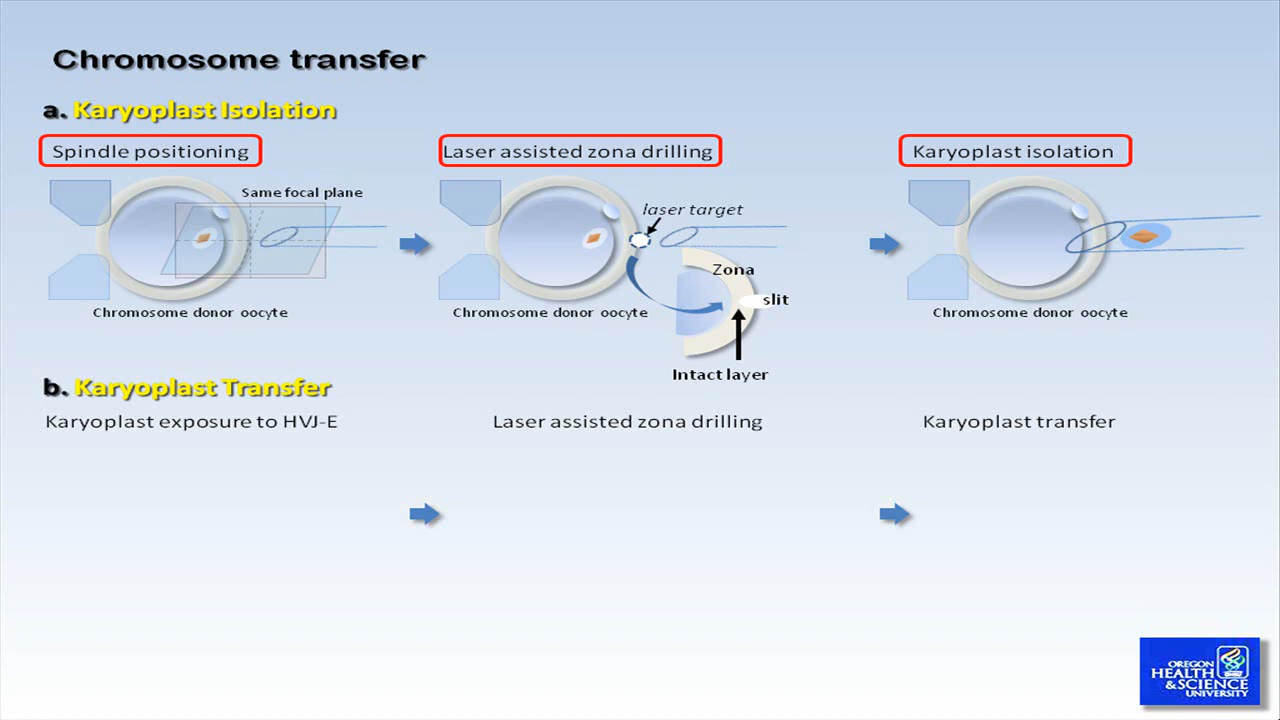 Chromosome transfer
a. Karyoplast Isolation
Spindle positioning
Laser assisted zona drilling
Karyoplast isolation
Same focal plane
laser target
Zona
slit
Chromosome donor oocyte
Chromosome donor oocyte
Chromosome donor oocyte
Intact layer
b. Karyoplast Transfer
Karyoplast exposure to HVJ-E
Laser assisted zona drilling
Karyoplast transfer
OREGON
HEALTH
&SCIENCE
UNIVERSITY